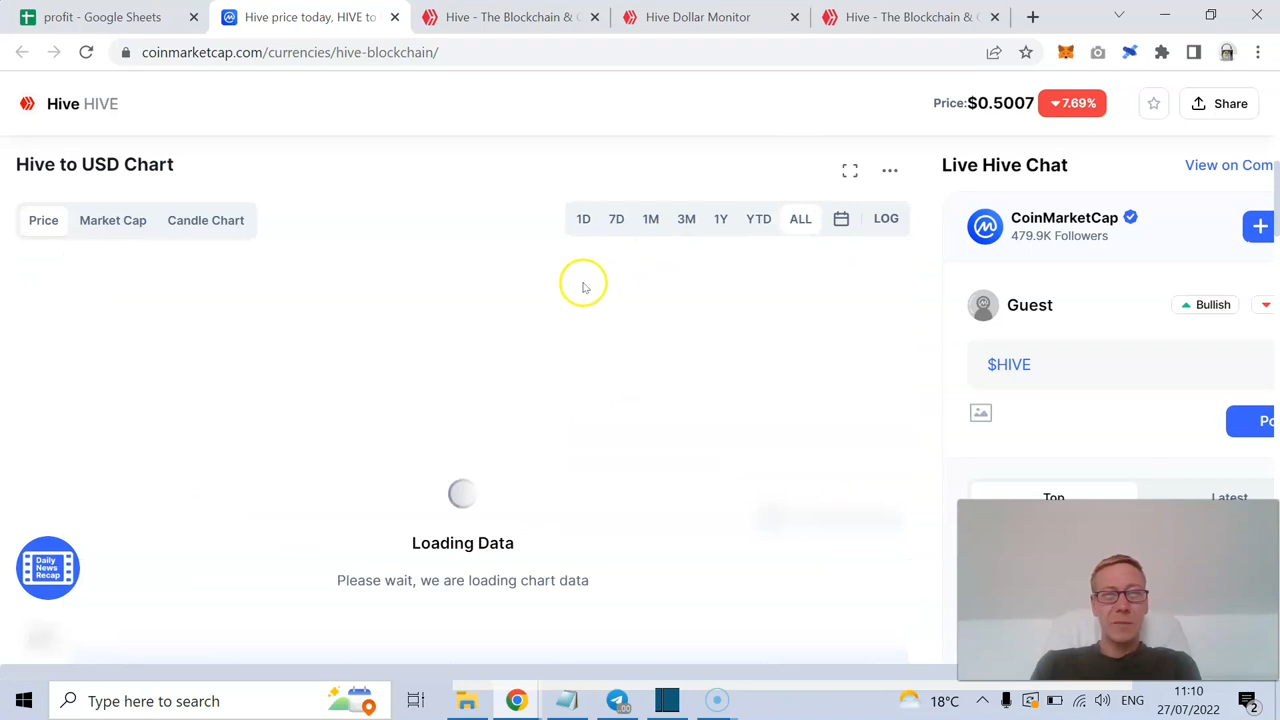 profit - Google Sheets
Hive price today, HIVE to
Hive - The Blockchain & C
Hive Dollar Monitor
Hive - The Blockchain & C
coinmarketcap.com/currencies/hive-blockchain/
Hive HIVE
Price:$0.5007
7.69%
Share
Hive to USD Chart
Live Hive Chat
View on Com
Price
Market Cap
Candle Chart
1D
7D
1M
3M
1Y
YTD
ALL
LOG
CoinMarketCap
479.9K Followers
Guest
Bullish
$HIVE
Po
Top
Latest
Loading Data
Please wait, we are loading chart data
Daily
News
Recap
Type here to search
.00
18°C
ENG
11:10
27/07/2022
2